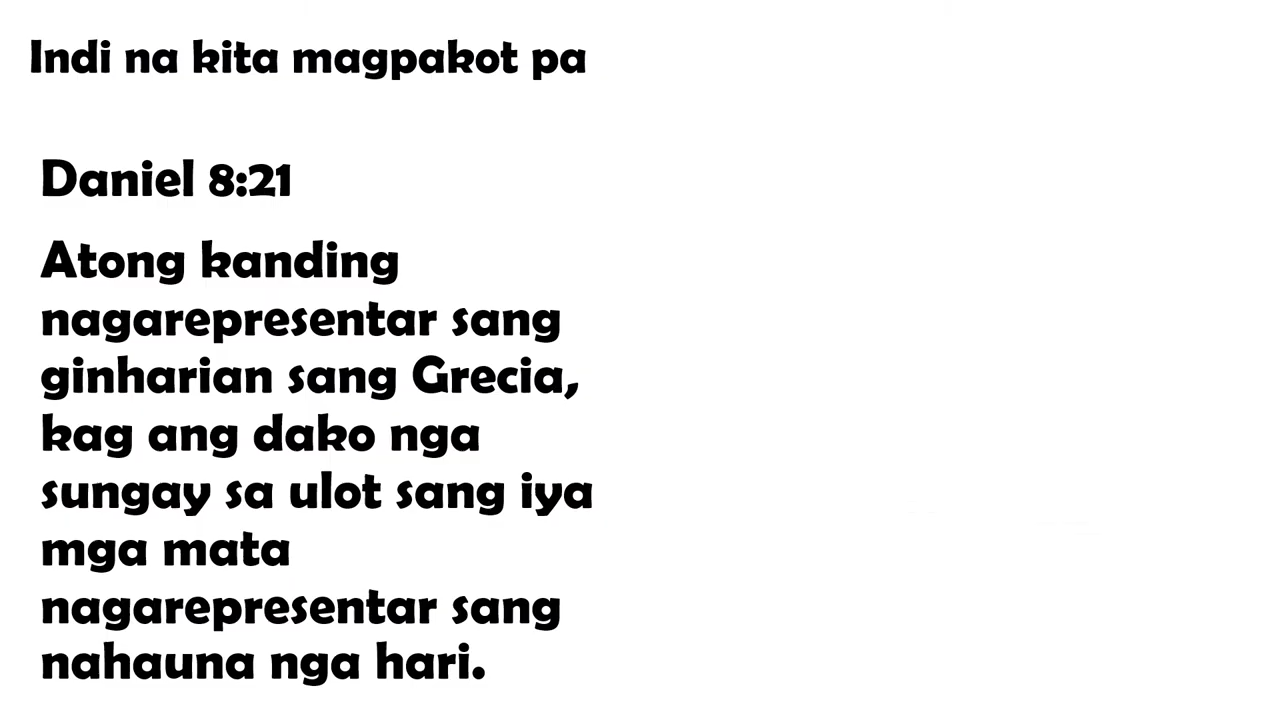 Indi na kita magpakot pa
Daniel 8:21
Atong kanding
nagarepresentar sang
ginharian sang Grecia,
kag ang dako nga
sungay sa ulot sang iya
mga mata
nagarepresentar sang
nahauna nga hari.